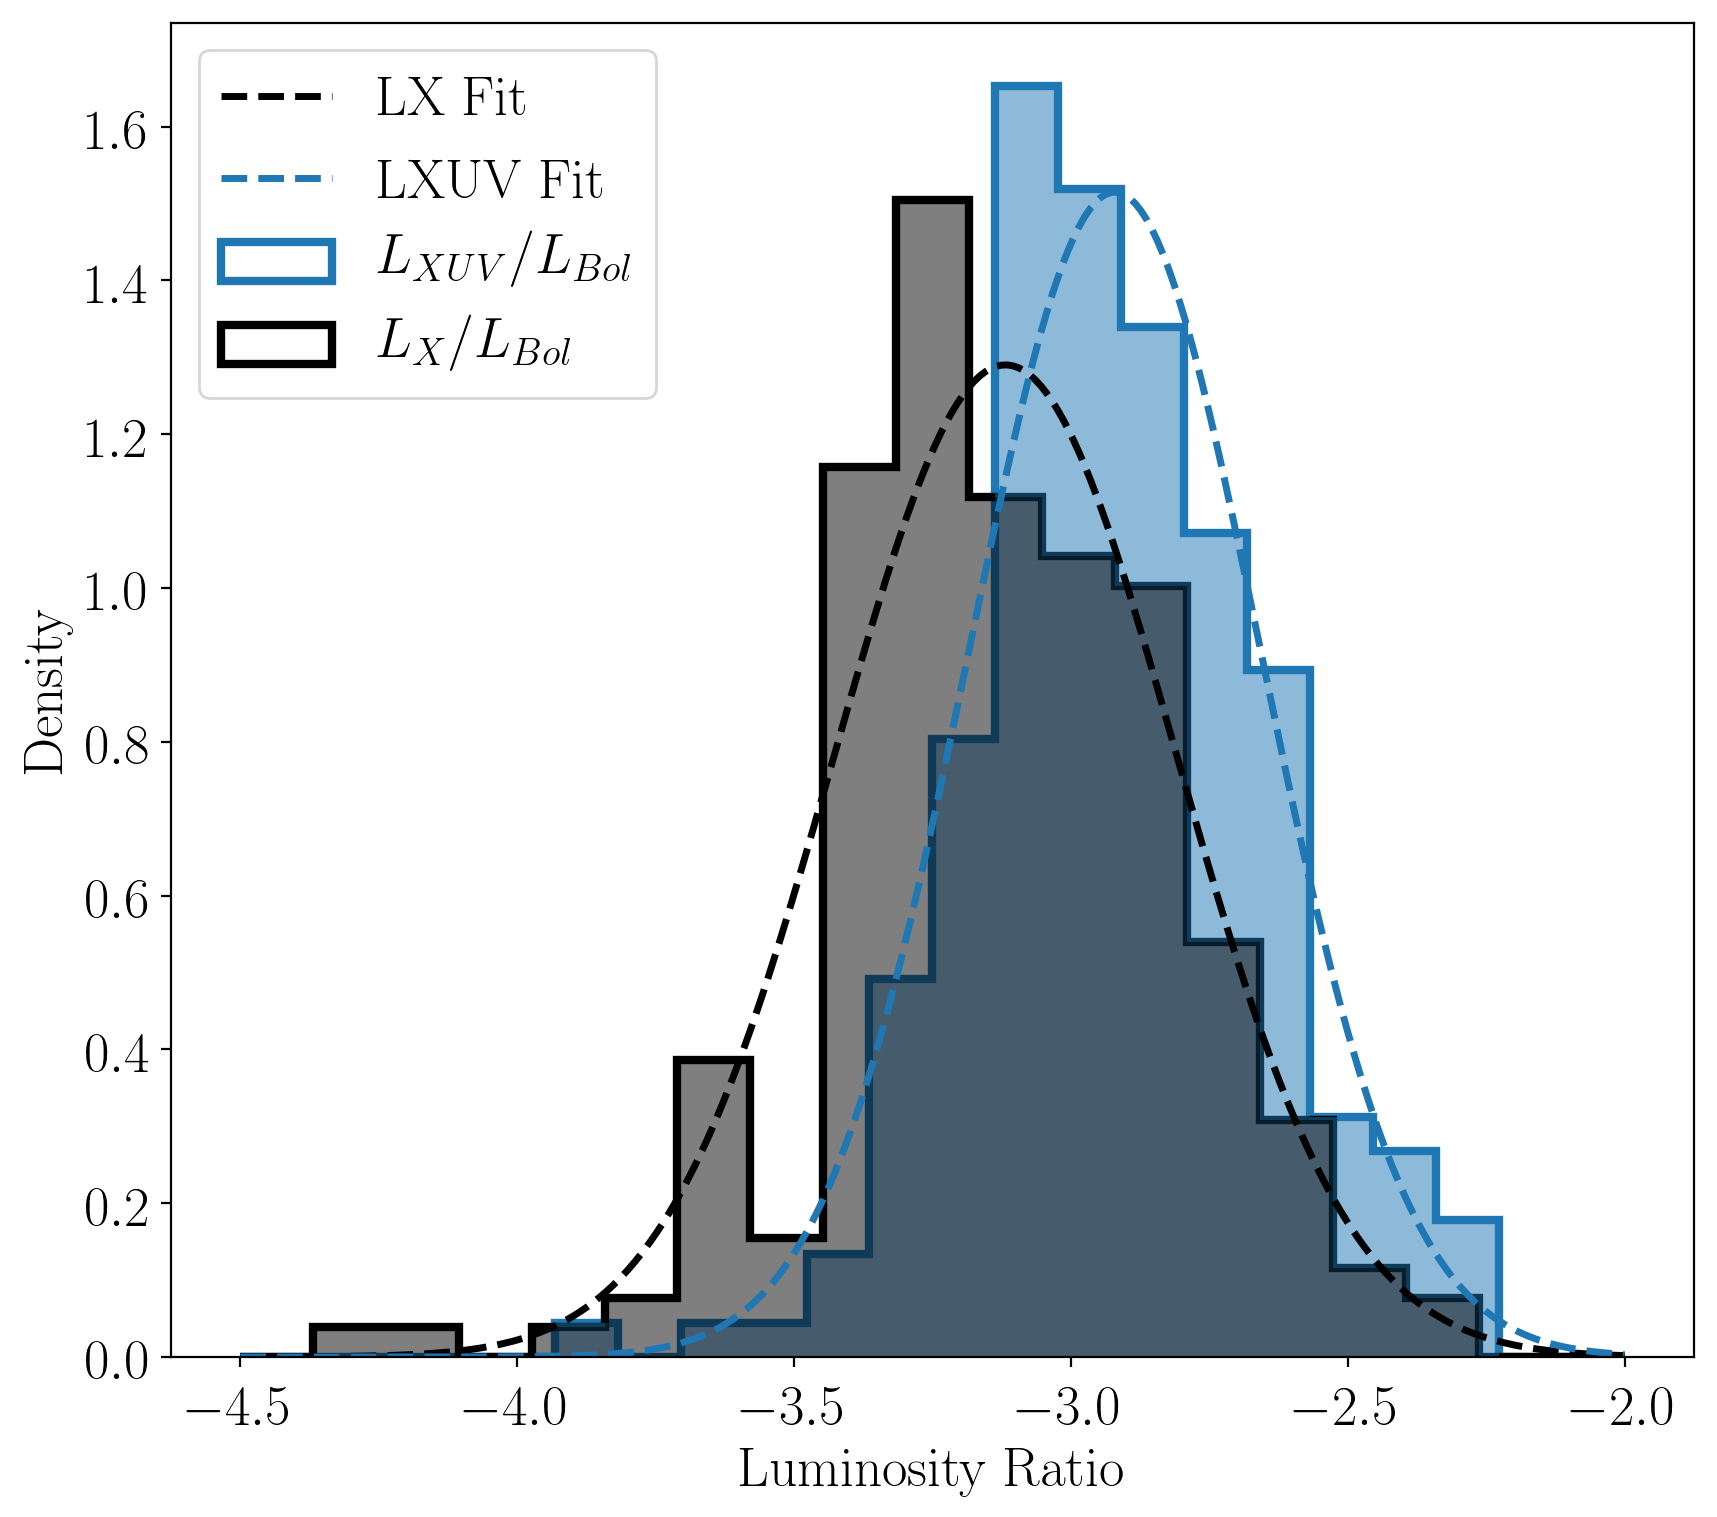 LX Fit
LXUV Fit
L_{XUV}/L_{Bol}
L_X/L_{Bol}
1.6
1.4
1.2
1.0
0.8
0.6
0.4
0.2
0.0
Density
−4.5 −4.0 −3.5 −3.0 −2.5 −2.0
Luminosity Ratio